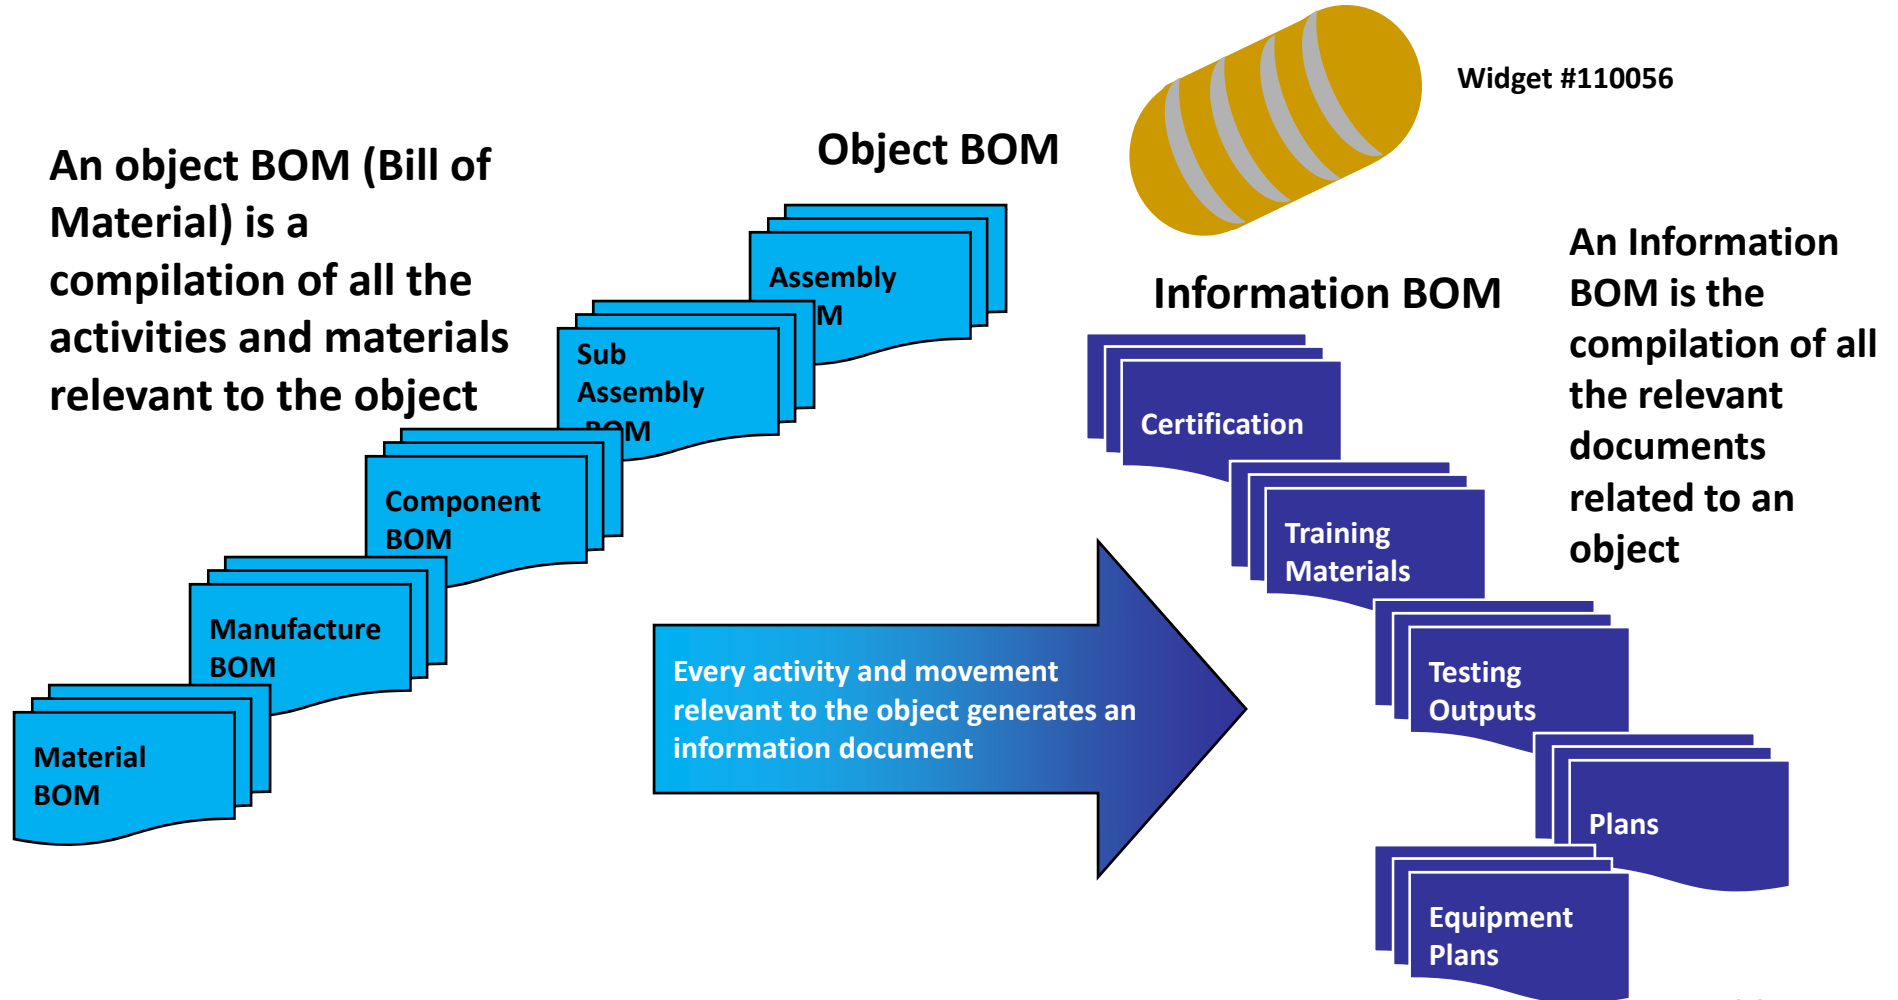 Widget #110056
Object BOM
An object BOM (Bill of
Material) is a
compilation of all the
activities and materials
relevant to the object
Assembly
BOM
Sub
Assembly
BOM
Component
BOM
Manufacture
BOM
Material
BOM
Every activity and movement
relevant to the object generates an
information document
Information BOM
An Information
BOM is the
compilation of all
the relevant
documents
related to an
object
Certification
Training
Materials
Testing
Outputs
Plans
Equipment
Plans